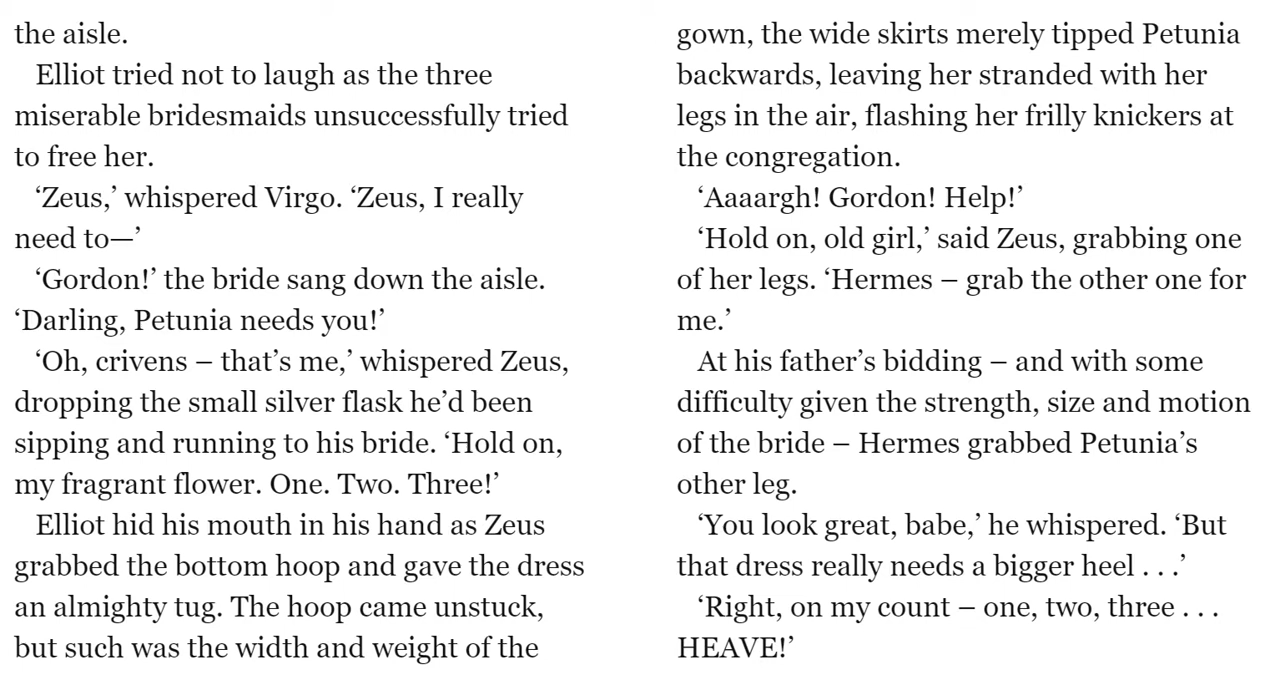 the aisle.
Elliot tried not to laugh as the three
miserable bridesmaids unsuccessfully tried
to free her.
‘Zeus,’ whispered Virgo. ‘Zeus, I really
need to—’
‘Gordon!’ the bride sang down the aisle.
‘Darling, Petunia needs you!’
‘Oh, crivens – that’s me,’ whispered Zeus,
dropping the small silver flask he’d been
sipping and running to his bride. ‘Hold on,
my fragrant flower. One. Two. Three!’
Elliot hid his mouth in his hand as Zeus
grabbed the bottom hoop and gave the dress
an almighty tug. The hoop came unstuck,
but such was the width and weight of the
gown, the wide skirts merely tipped Petunia
backwards, leaving her stranded with her
legs in the air, flashing her frilly knickers at
the congregation.
‘Aaaargh! Gordon! Help!’
‘Hold on, old girl,’ said Zeus, grabbing one
of her legs. ‘Hermes – grab the other one for
me.’
At his father’s bidding – and with some
difficulty given the strength, size and motion
of the bride – Hermes grabbed Petunia’s
other leg.
‘You look great, babe,’ he whispered. ‘But
that dress really needs a bigger heel . . .’
‘Right, on my count – one, two, three . . .
HEAVE!’